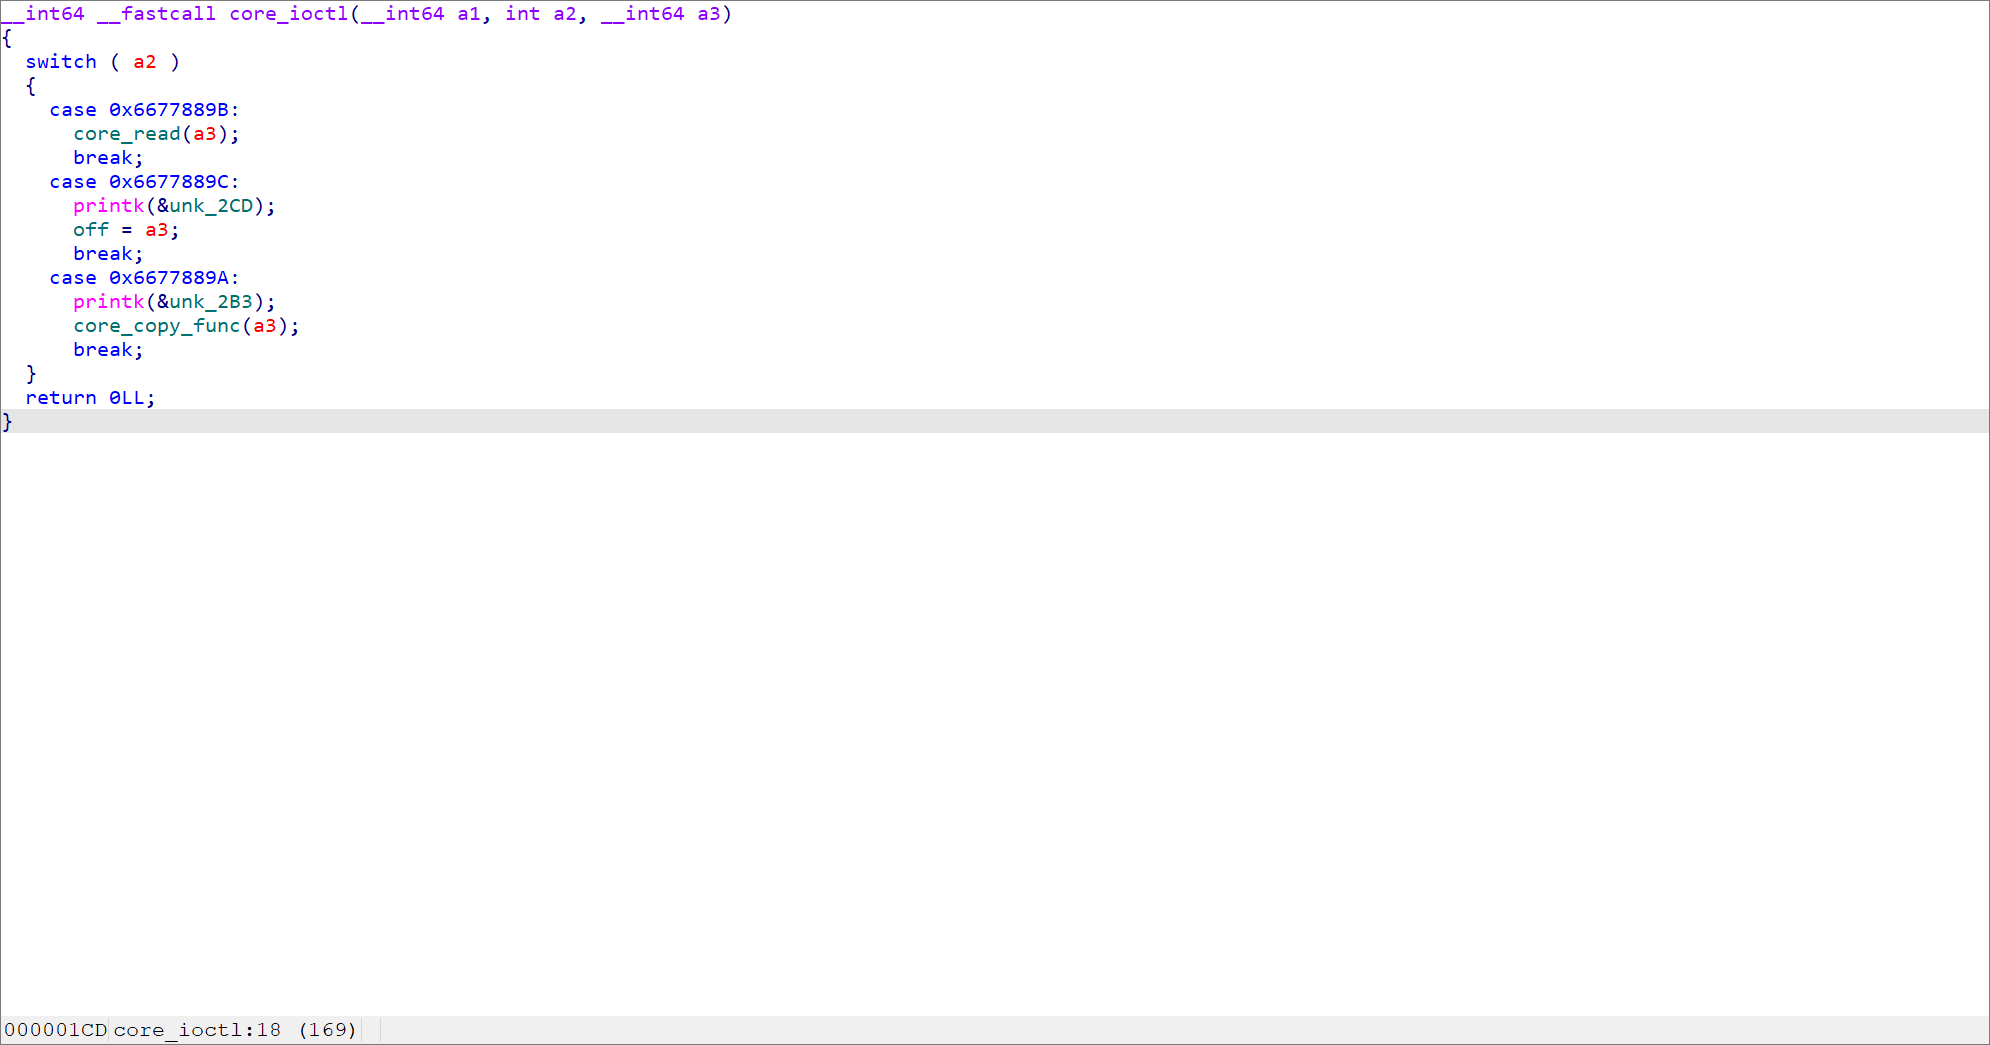 __int64 __fastcall core_ioctl(__int64 a1, int a2, __int64 a3)
{
  switch ( a2 )
  {
    case 0x6677889B:
      core_read(a3);
      break;
    case 0x6677889C:
      printk(&unk_2CD);
      off = a3;
      break;
    case 0x6677889A:
      printk(&unk_2B3);
      core_copy_func(a3);
      break;
  }
  return 0LL;
}
000001CD core_ioctl:18 (169)